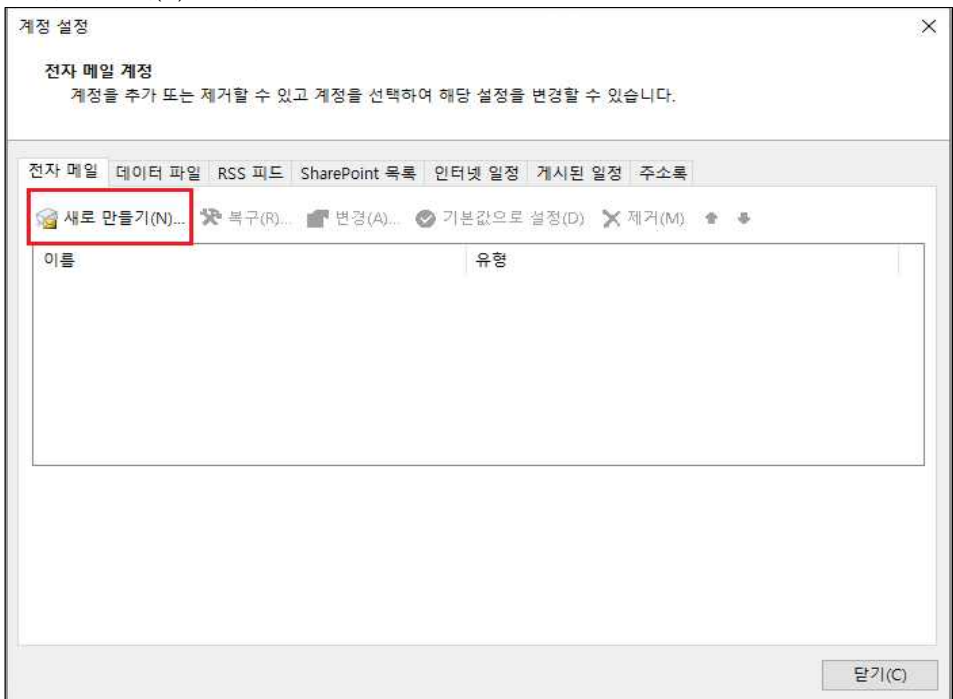 계정 설정
전자 메일 계정
계정을 추가 또는 제거할 수 있고 계정을 선택하여 해당 설정을 변경할 수 있습니다.
전자 메일 데이터 파일 RSS 피드 SharePoint 목록 인터넷 일정 게시된 일정 주소록
새로 만들기(N)... 복구(R)... 변경(A)... 기본값으로 설정(D) 제거(M)
이름 유형
닫기(C)